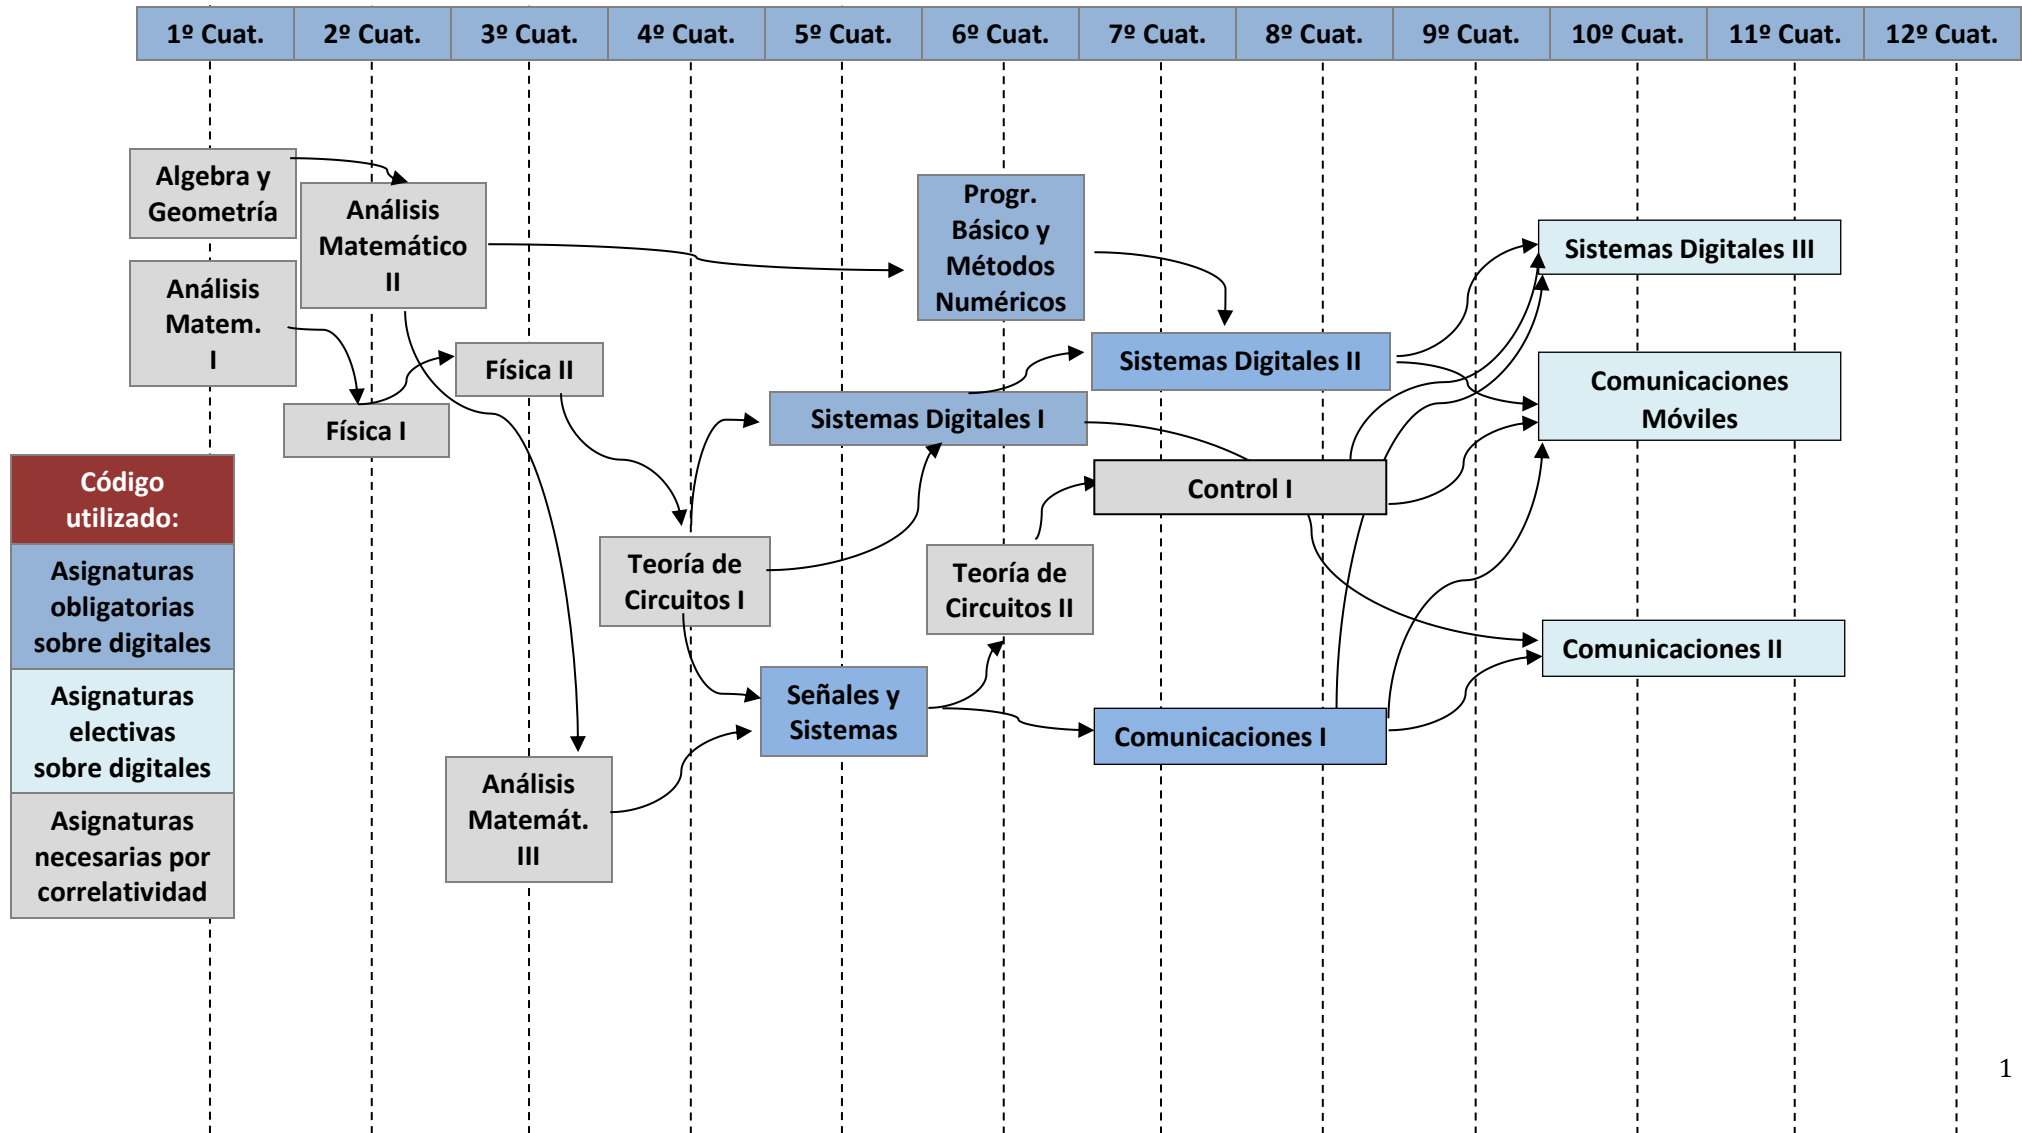 1º Cuat. 2º Cuat. 3º Cuat. 4º Cuat. 5º Cuat. 6º Cuat. 7º Cuat. 8º Cuat. 9º Cuat. 10º Cuat. 11º Cuat. 12º Cuat.
Algebra y
Geometría
Análisis
Matemático
II
Análisis
Matem.
I
Física I
Física II
Progr.
Básico y
Métodos
Numéricos
Sistemas Digitales III
Sistemas Digitales II
Comunicaciones
Móviles
Sistemas Digitales I
Control I
Teoría de
Circuitos I
Teoría de
Circuitos II
Comunicaciones II
Señales y
Sistemas
Comunicaciones I
Análisis
Matemát.
III
Código
utilizado:
Asignaturas
obligatorias
sobre digitales
Asignaturas
electivas
sobre digitales
Asignaturas
necesarias por
correlatividad
1